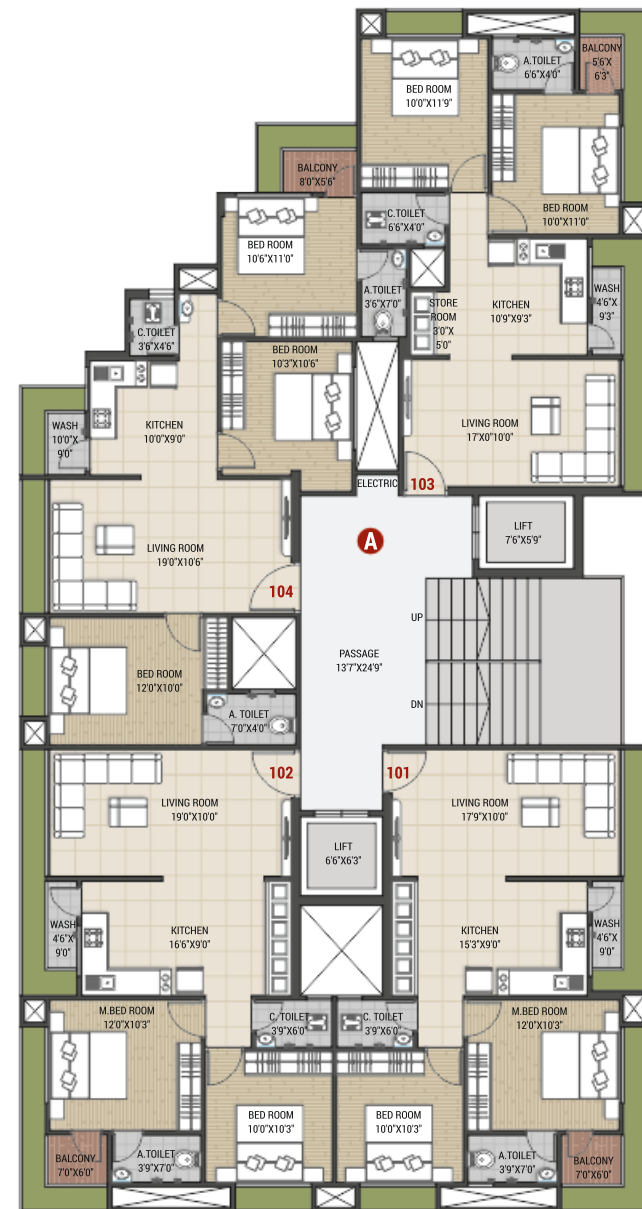 A.TOILET
6'6"X4'0"
BALCONY
5'6"X
6'3"
BED ROOM
10'0"X11'9"
BED ROOM
10'0"X11'0"
BALCONY
8'0"X5'6"
C.TOILET
6'6"X4'0"
BED ROOM
10'6"X11'0"
A.TOILET
3'6"X7'0"
STORE
ROOM
3'0"X
5'0"
KITCHEN
10'9"X9'3"
WASH
4'6"X
9'3"
C.TOILET
3'6"X4'6"
BED ROOM
10'3"X10'6"
WASH
10'0"X
9'0"
KITCHEN
10'0"X9'0"
LIVING ROOM
17'X0"10'0"
ELECTRIC
103
A
LIFT
7'6"X5'9"
LIVING ROOM
19'0"X10'6"
104
UP
PASSAGE
13'7"X24'9"
BED ROOM
12'0"X10'0"
DN
A. TOILET
7'0"X4'0"
102
101
LIVING ROOM
19'0"X10'0"
LIVING ROOM
17'9"X10'0"
LIFT
6'6"X6'3"
WASH
4'6"X
9'0"
KITCHEN
16'6"X9'0"
KITCHEN
15'3"X9'0"
WASH
4'6"X
9'0"
M.BED ROOM
12'0"X10'3"
C. TOILET
3'9"X6'0"
C. TOILET
3'9"X6'0"
M.BED ROOM
12'0"X10'3"
BED ROOM
10'0"X10'3"
BED ROOM
10'0"X10'3"
BALCONY
7'0"X6'0"
A.TOILET
3'9"X7'0"
A.TOILET
3'9"X7'0"
BALCONY
7'0"X6'0"